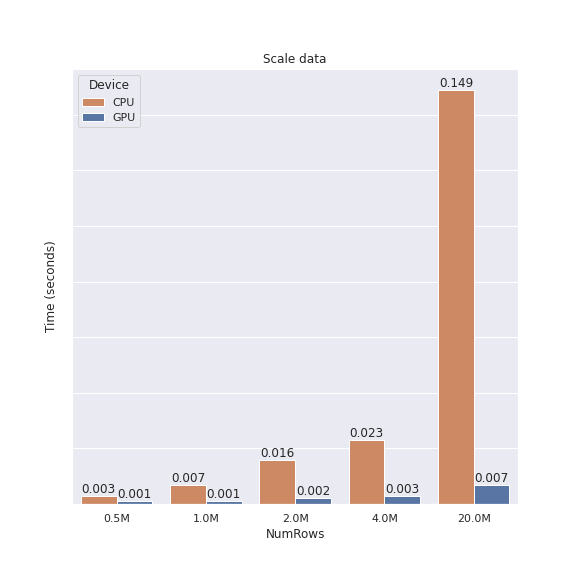 Scale data
Device
CPU
GPU
Time (seconds)
0.003
0.001
0.007
0.001
0.016
0.002
0.023
0.003
0.149
0.007
0.5M
1.0M
2.0M
4.0M
20.0M
NumRows